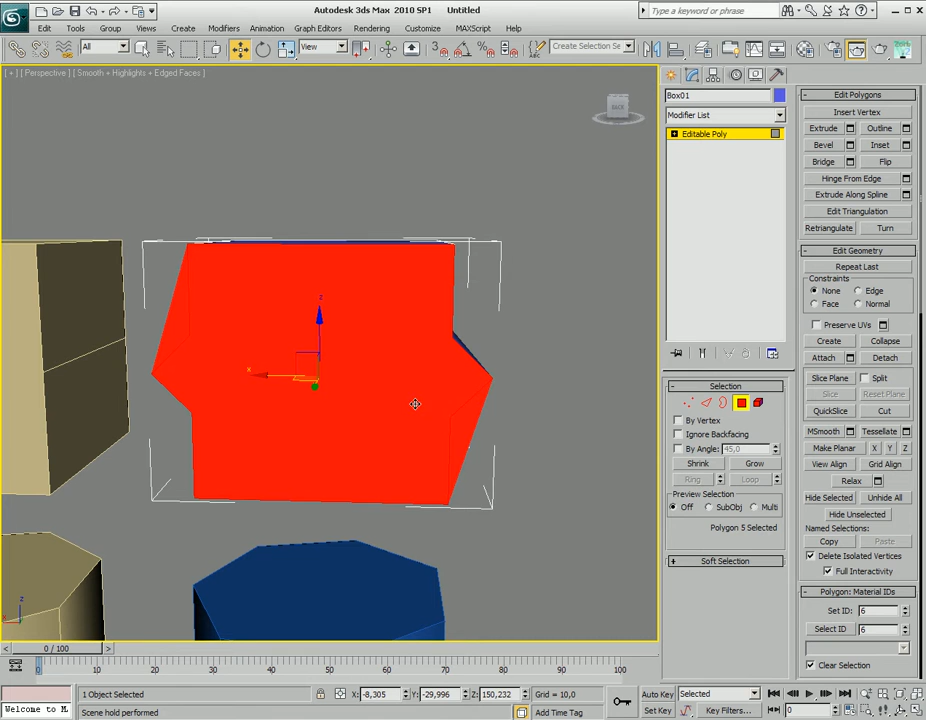 Autodesk 3ds Max 2010 SP1 Untitled
Type a keyword or phrase
Edit Tools Group Views Create Modifiers Animation Graph Editors Rendering Customize MAXScript Help
All View Create Selection Se
[ + ] [ Perspective ] [ Smooth + Highlights + Edged Faces ]
BACK
z
x
z
x
Box01
Modifier List
Editable Poly
Selection
By Vertex
Ignore Backfacing
By Angle: 45,0
Shrink Grow
Ring Loop
Preview Selection
Off SubObj Multi
Polygon 5 Selected
Soft Selection
Edit Polygons
Insert Vertex
Extrude Outline
Bevel Inset
Bridge Flip
Hinge From Edge
Extrude Along Spline
Edit Triangulation
Retriangulate Turn
Edit Geometry
Repeat Last
Constraints
None Edge
Face Normal
Preserve UVs
Create Collapse
Attach Detach
Slice Plane Split
Slice Reset Plane
QuickSlice Cut
MSmooth Tessellate
Make Planar X Y Z
View Align Grid Align
Relax
Hide Selected Unhide All
Hide Unselected
Named Selections:
Copy Paste
Delete Isolated Vertices
Full Interactivity
Polygon: Material IDs
Set ID: 6
Select ID 6
Clear Selection
0 / 100
0 10 20 30 40 50 60 70 80 90 100
1 Object Selected X: -8,305 Y: -29,996 Z: 150,232 Grid = 10,0 Auto Key Selected
Welcome to M Scene hold performed Add Time Tag Set Key Key Filters... 0